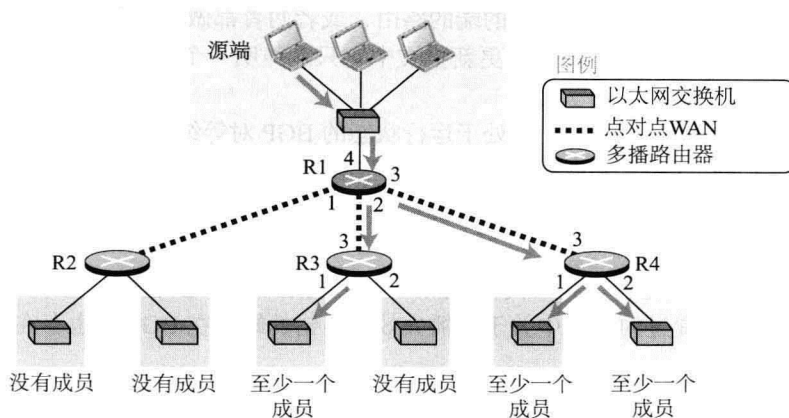 源端
图例
以太网交换机
点对点WAN
多播路由器
4
R1
3
1
2
R2
3
R3
1
2
3
R4
1
2
没有成员
没有成员
至少一个
成员
没有成员
至少一个
成员
至少一个
成员